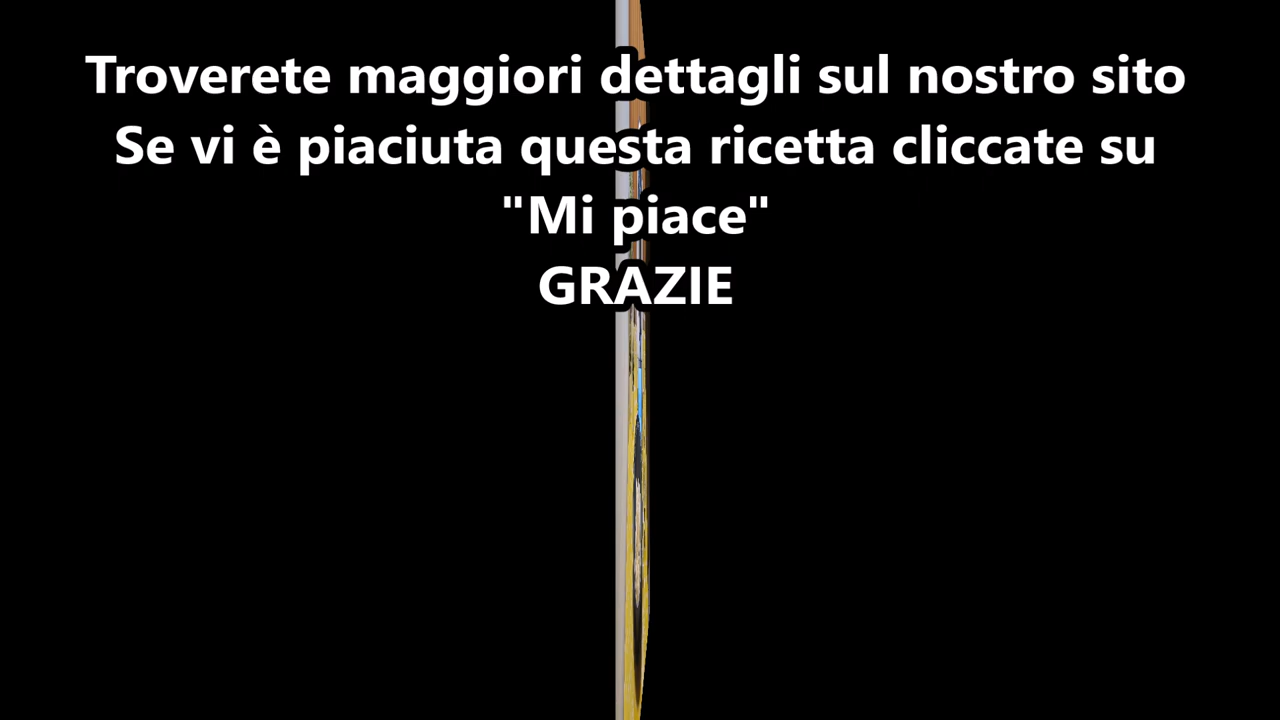 Troverete maggiori dettagli sul nostro sito
Se vi è piaciuta questa ricetta cliccate su
"Mi piace"
GRAZIE